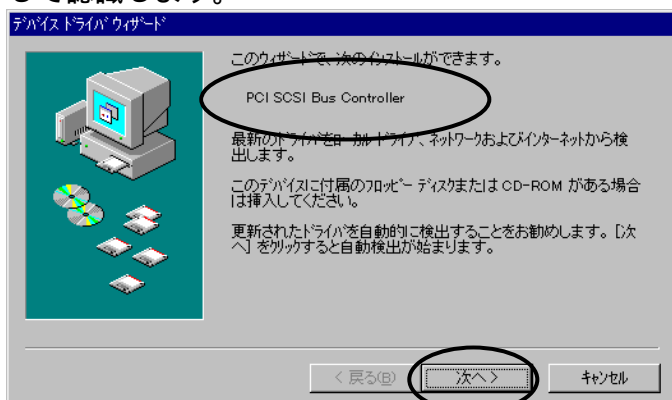 して認識します。
ﾃﾞﾊﾞｲｽ ﾄﾞﾗｲﾊﾞ ｳｨｻﾞｰﾄﾞ
このｳｨｻﾞｰﾄﾞで、次のｲﾝｽﾄｰﾙができます。
PCI SCSI Bus Controller
最新のﾄﾞﾗｲﾊﾞをﾛｰｶﾙ ﾄﾞﾗｲﾌﾞ、ﾈｯﾄﾜｰｸおよびｲﾝﾀｰﾈｯﾄから検
出します。
このﾃﾞﾊﾞｲｽに付属のﾌﾛｯﾋﾟｰ ﾃﾞｨｽｸまたは CD-ROM がある場合
は挿入してください。
更新されたﾄﾞﾗｲﾊﾞを自動的に検出することをお勧めします。[次
へ] をｸﾘｯｸすると自動検出が始まります。
< 戻る(B)
次へ >
ｷｬﾝｾﾙ